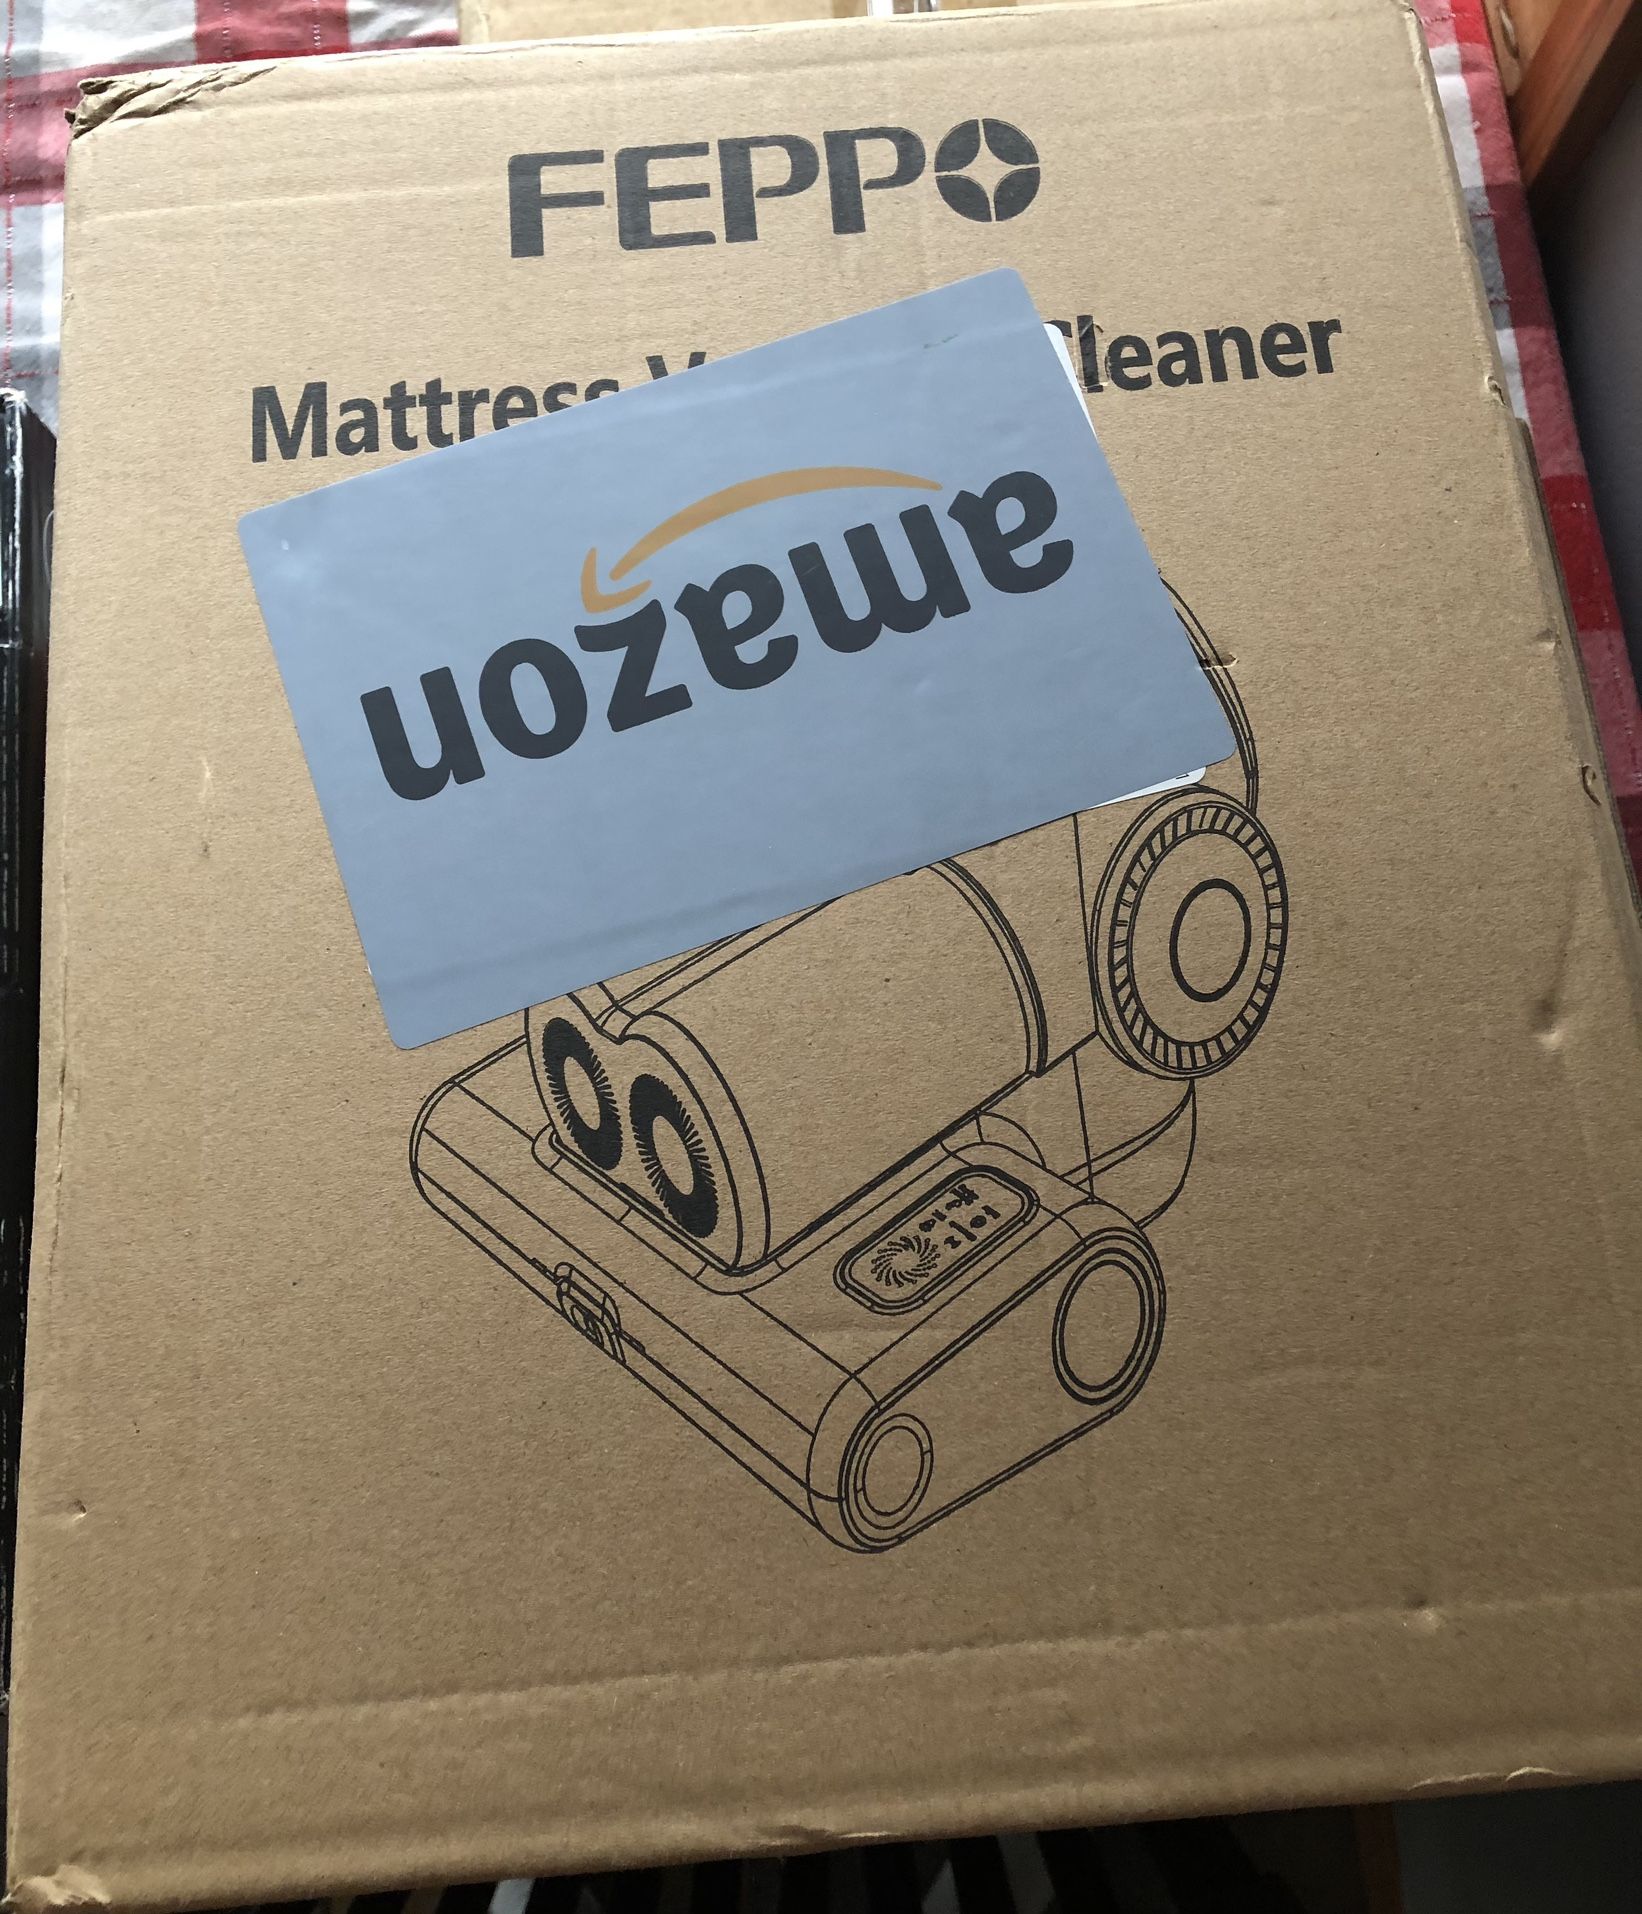 FEPPO
Mattress V Cleaner
amazon